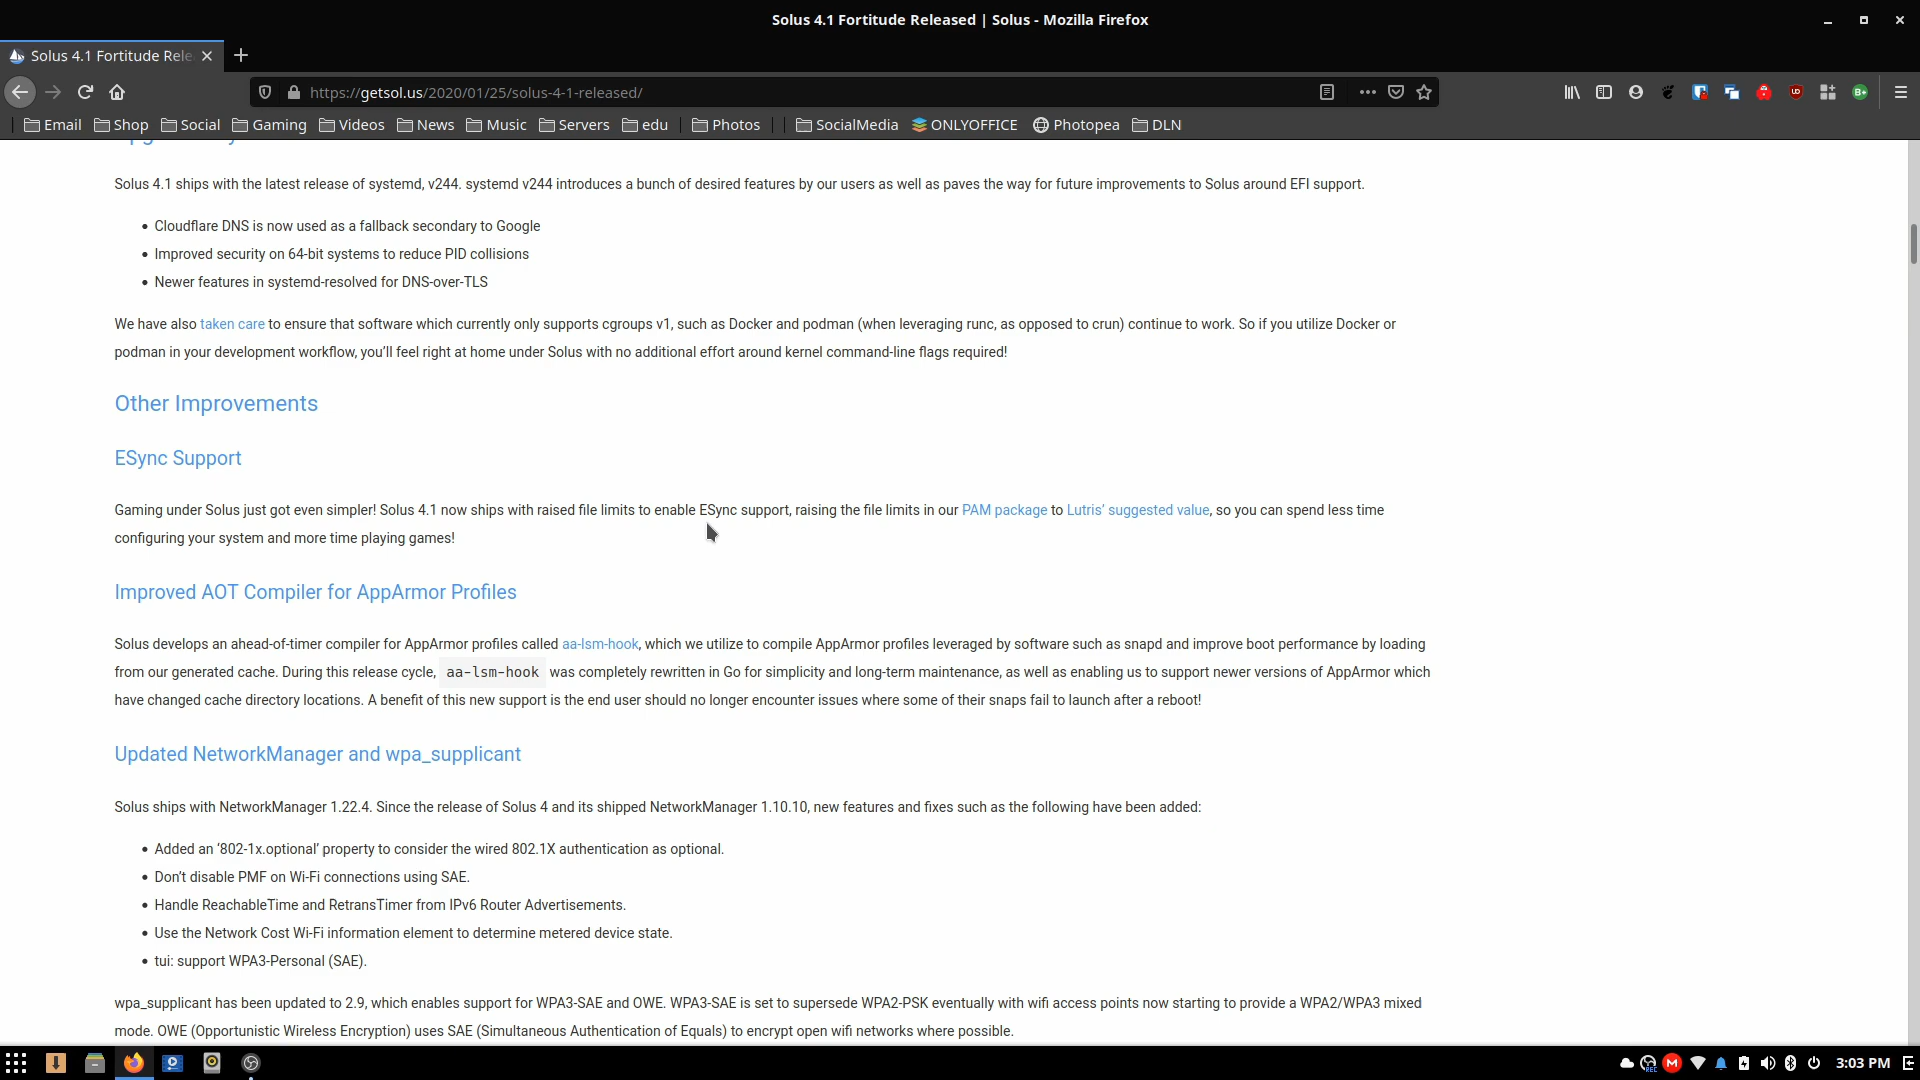 Solus 4.1 Fortitude Released | Solus - Mozilla Firefox
Solus 4.1 Fortitude Rele
https://getsol.us/2020/01/25/solus-4-1-released/
Email Shop Social Gaming Videos News Music Servers edu Photos SocialMedia ONLYOFFICE Photopea DLN
Solus 4.1 ships with the latest release of systemd, v244. systemd v244 introduces a bunch of desired features by our users as well as paves the way for future improvements to Solus around EFI support.
• Cloudflare DNS is now used as a fallback secondary to Google
• Improved security on 64-bit systems to reduce PID collisions
• Newer features in systemd-resolved for DNS-over-TLS
We have also taken care to ensure that software which currently only supports cgroups v1, such as Docker and podman (when leveraging runc, as opposed to crun) continue to work. So if you utilize Docker or
podman in your development workflow, you’ll feel right at home under Solus with no additional effort around kernel command-line flags required!
Other Improvements
ESync Support
Gaming under Solus just got even simpler! Solus 4.1 now ships with raised file limits to enable ESync support, raising the file limits in our PAM package to Lutris’ suggested value, so you can spend less time
configuring your system and more time playing games!
Improved AOT Compiler for AppArmor Profiles
Solus develops an ahead-of-timer compiler for AppArmor profiles called aa-lsm-hook, which we utilize to compile AppArmor profiles leveraged by software such as snapd and improve boot performance by loading
from our generated cache. During this release cycle, aa-lsm-hook was completely rewritten in Go for simplicity and long-term maintenance, as well as enabling us to support newer versions of AppArmor which
have changed cache directory locations. A benefit of this new support is the end user should no longer encounter issues where some of their snaps fail to launch after a reboot!
Updated NetworkManager and wpa_supplicant
Solus ships with NetworkManager 1.22.4. Since the release of Solus 4 and its shipped NetworkManager 1.10.10, new features and fixes such as the following have been added:
• Added an ‘802-1x.optional’ property to consider the wired 802.1X authentication as optional.
• Don’t disable PMF on Wi-Fi connections using SAE.
• Handle ReachableTime and RetransTimer from IPv6 Router Advertisements.
• Use the Network Cost Wi-Fi information element to determine metered device state.
• tui: support WPA3-Personal (SAE).
wpa_supplicant has been updated to 2.9, which enables support for WPA3-SAE and OWE. WPA3-SAE is set to supersede WPA2-PSK eventually with wifi access points now starting to provide a WPA2/WPA3 mixed
mode. OWE (Opportunistic Wireless Encryption) uses SAE (Simultaneous Authentication of Equals) to encrypt open wifi networks where possible.
3:03 PM